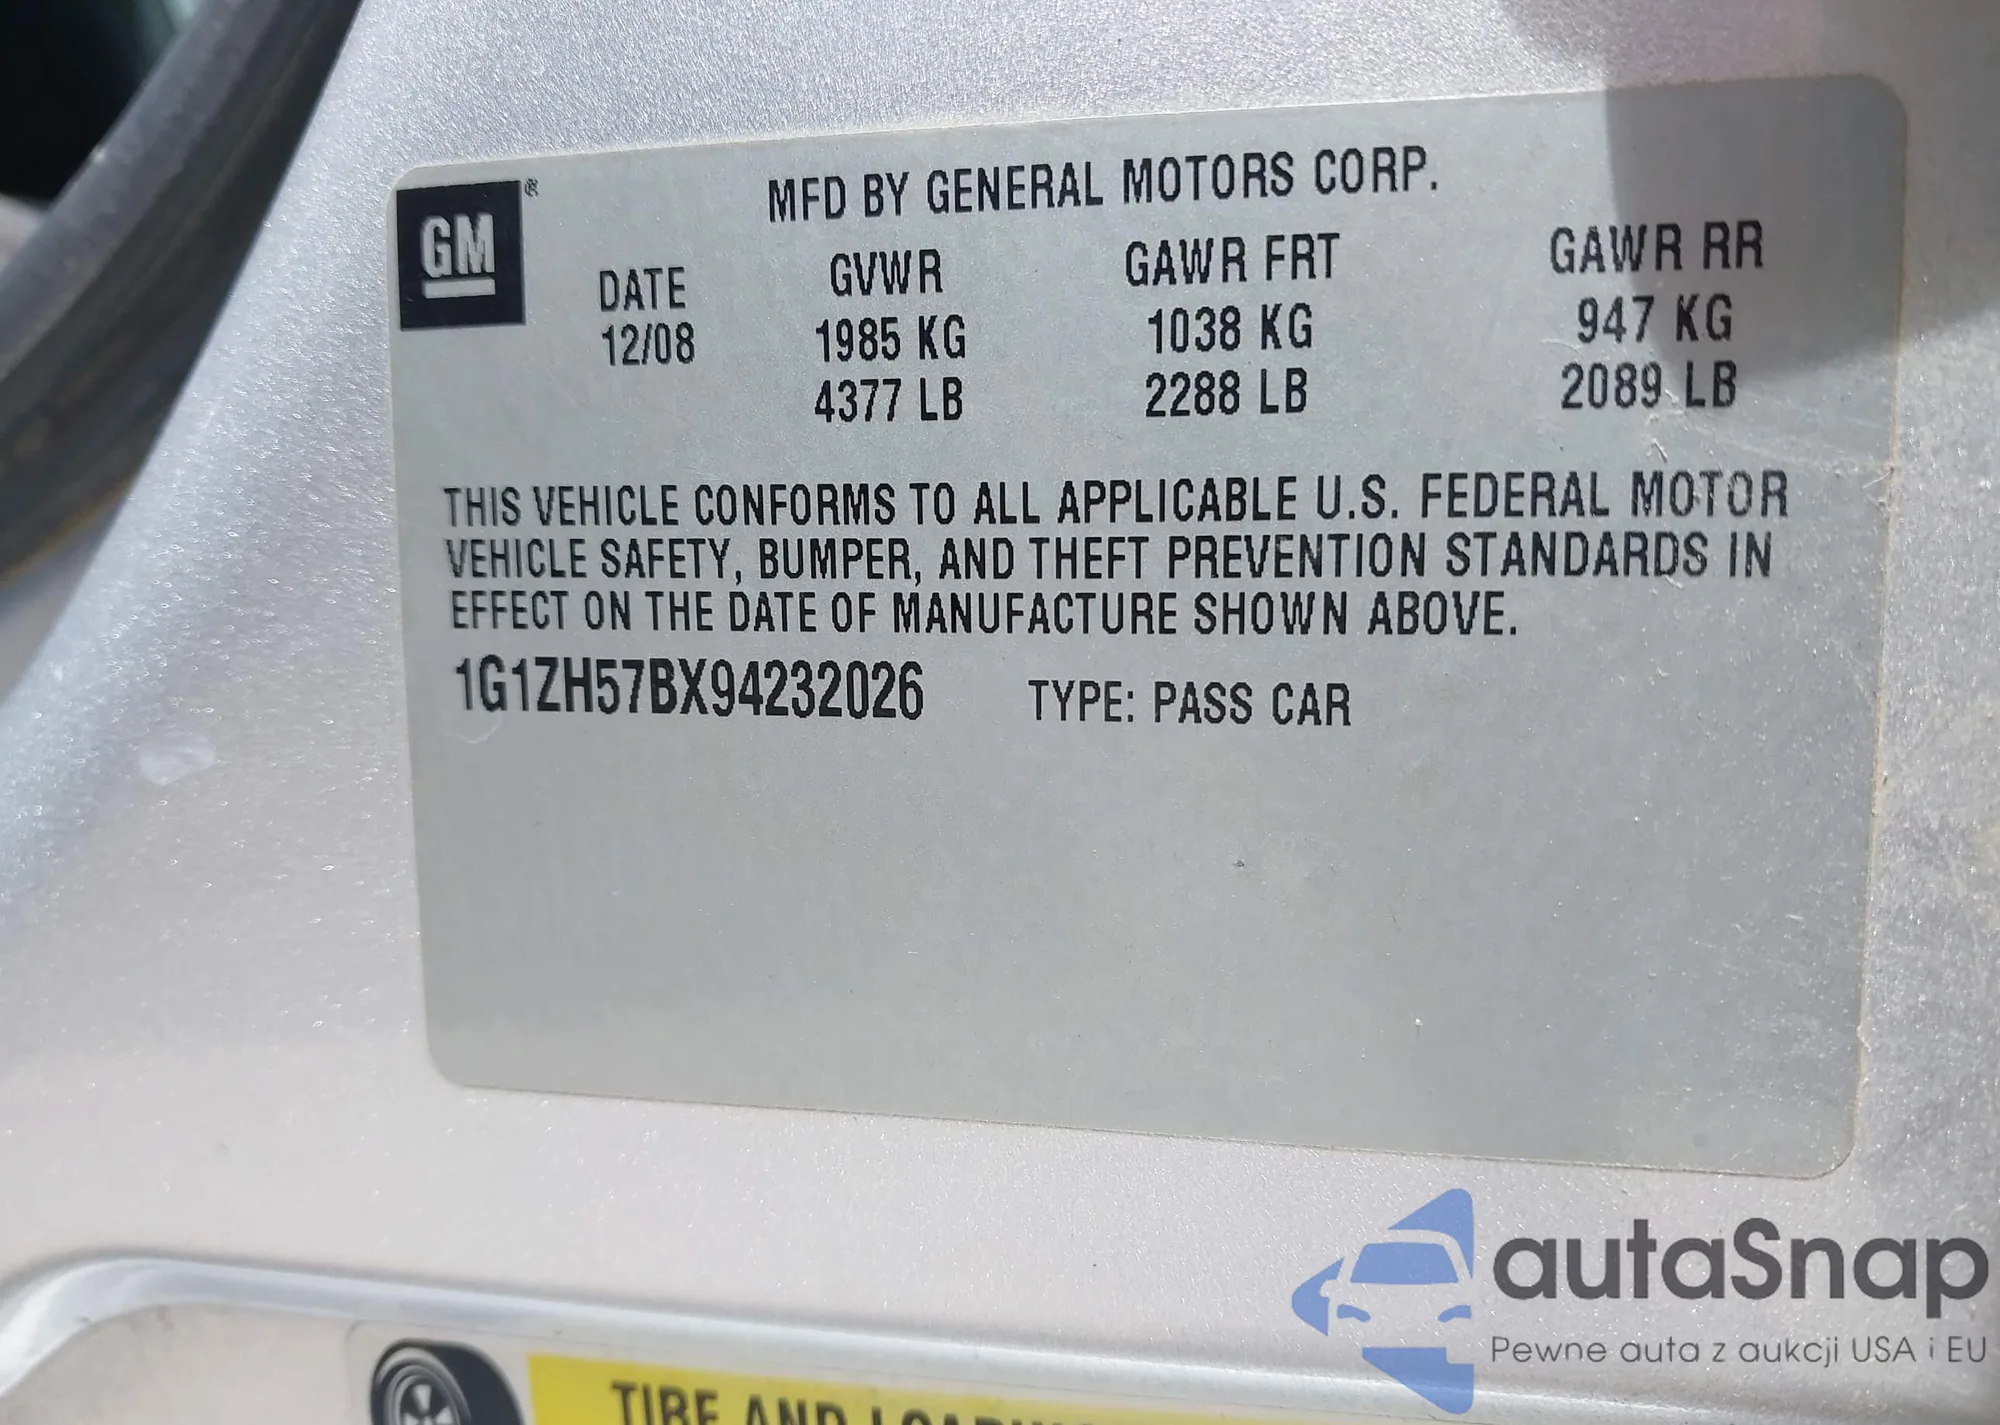 GM ®
MFD BY GENERAL MOTORS CORP.
DATE GVWR GAWR FRT GAWR RR
12/08 1985 KG 1038 KG 947 KG
4377 LB 2288 LB 2089 LB
THIS VEHICLE CONFORMS TO ALL APPLICABLE U.S. FEDERAL MOTOR
VEHICLE SAFETY, BUMPER, AND THEFT PREVENTION STANDARDS IN
EFFECT ON THE DATE OF MANUFACTURE SHOWN ABOVE.
1G1ZH57BX94232026 TYPE: PASS CAR
autaSnap
Pewne auta z aukcji USA i EU
TIRE AND